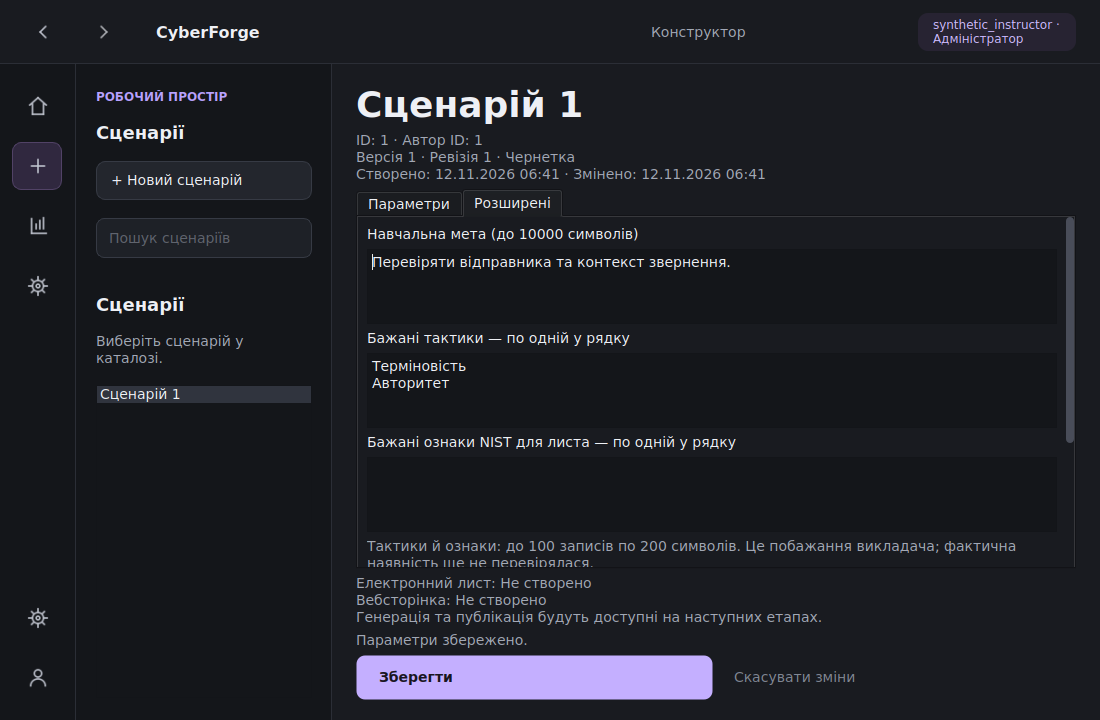 CyberForge
Конструктор
synthetic_instructor ·
Адміністратор
РОБОЧИЙ ПРОСТІР
Сценарії
+ Новий сценарій
Пошук сценаріїв
Сценарії
Виберіть сценарій у
каталозі.
Сценарій 1
Сценарій 1
ID: 1 · Автор ID: 1
Версія 1 · Ревізія 1 · Чернетка
Створено: 12.11.2026 06:41 · Змінено: 12.11.2026 06:41
Параметри
Розширені
Навчальна мета (до 10000 символів)
Перевіряти відправника та контекст звернення.
Бажані тактики — по одній у рядку
Терміновість
Авторитет
Бажані ознаки NIST для листа — по одній у рядку
Тактики й ознаки: до 100 записів по 200 символів. Це побажання викладача; фактична
наявність ще не перевірялася.
Електронний лист: Не створено
Вебсторінка: Не створено
Генерація та публікація будуть доступні на наступних етапах.
Параметри збережено.
Зберегти
Скасувати зміни